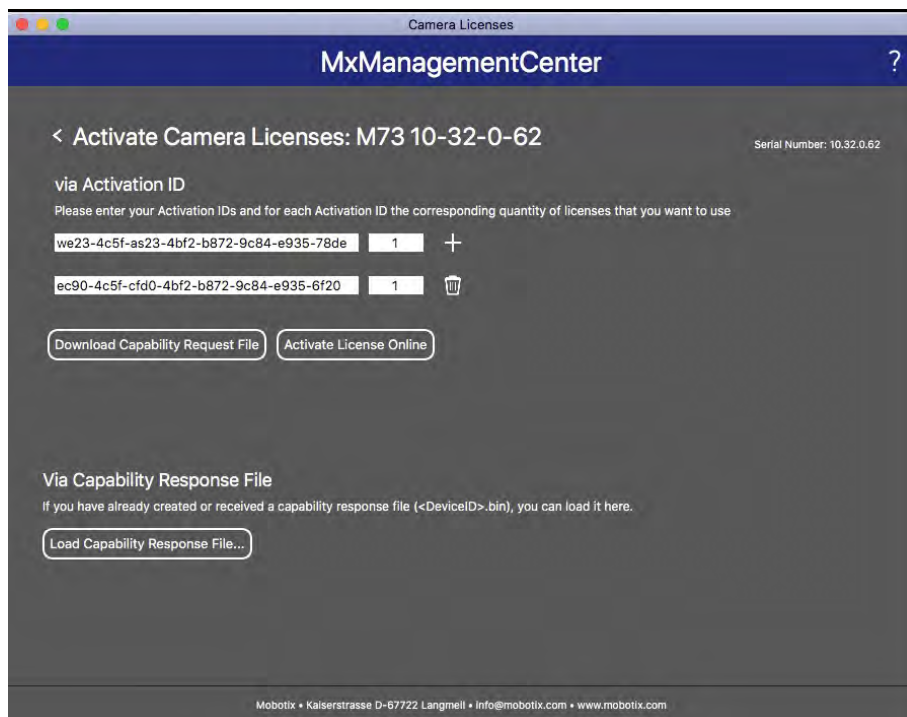 Camera Licenses
MxManagementCenter
?
< Activate Camera Licenses: M73 10-32-0-62
Serial Number: 10.32.0.62
via Activation ID
Please enter your Activation IDs and for each Activation ID the corresponding quantity of licenses that you want to use
we23-4c5f-as23-4bf2-b872-9c84-e935-78de 1 +
ec90-4c5f-cfd0-4bf2-b872-9c84-e935-6f20 1
Download Capability Request File Activate License Online
Via Capability Response File
If you have already created or received a capability response file (<DeviceID>.bin), you can load it here.
Load Capability Response File...
Mobotix • Kaiserstrasse D-67722 Langmeil • info@mobotix.com • www.mobotix.com